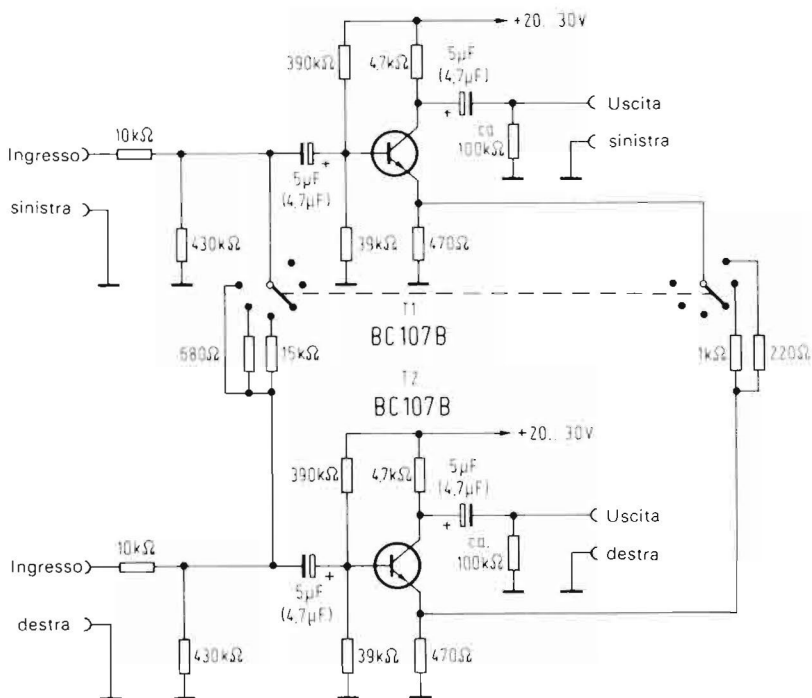 +20...30V
390kΩ
4,7kΩ
5µF
(4,7µF)
Uscita
10kΩ
ca
100kΩ
sinistra
Ingresso
5µF
(4,7µF)
sinistra
430kΩ
39kΩ
470Ω
T1
BC107B
680Ω
15kΩ
1kΩ
220Ω
T2
BC107B
+20...30V
390kΩ
4,7kΩ
5µF
(4,7µF)
Uscita
10kΩ
ca.
100kΩ
destra
Ingresso
5µF
(4,7µF)
destra
430kΩ
39kΩ
470Ω